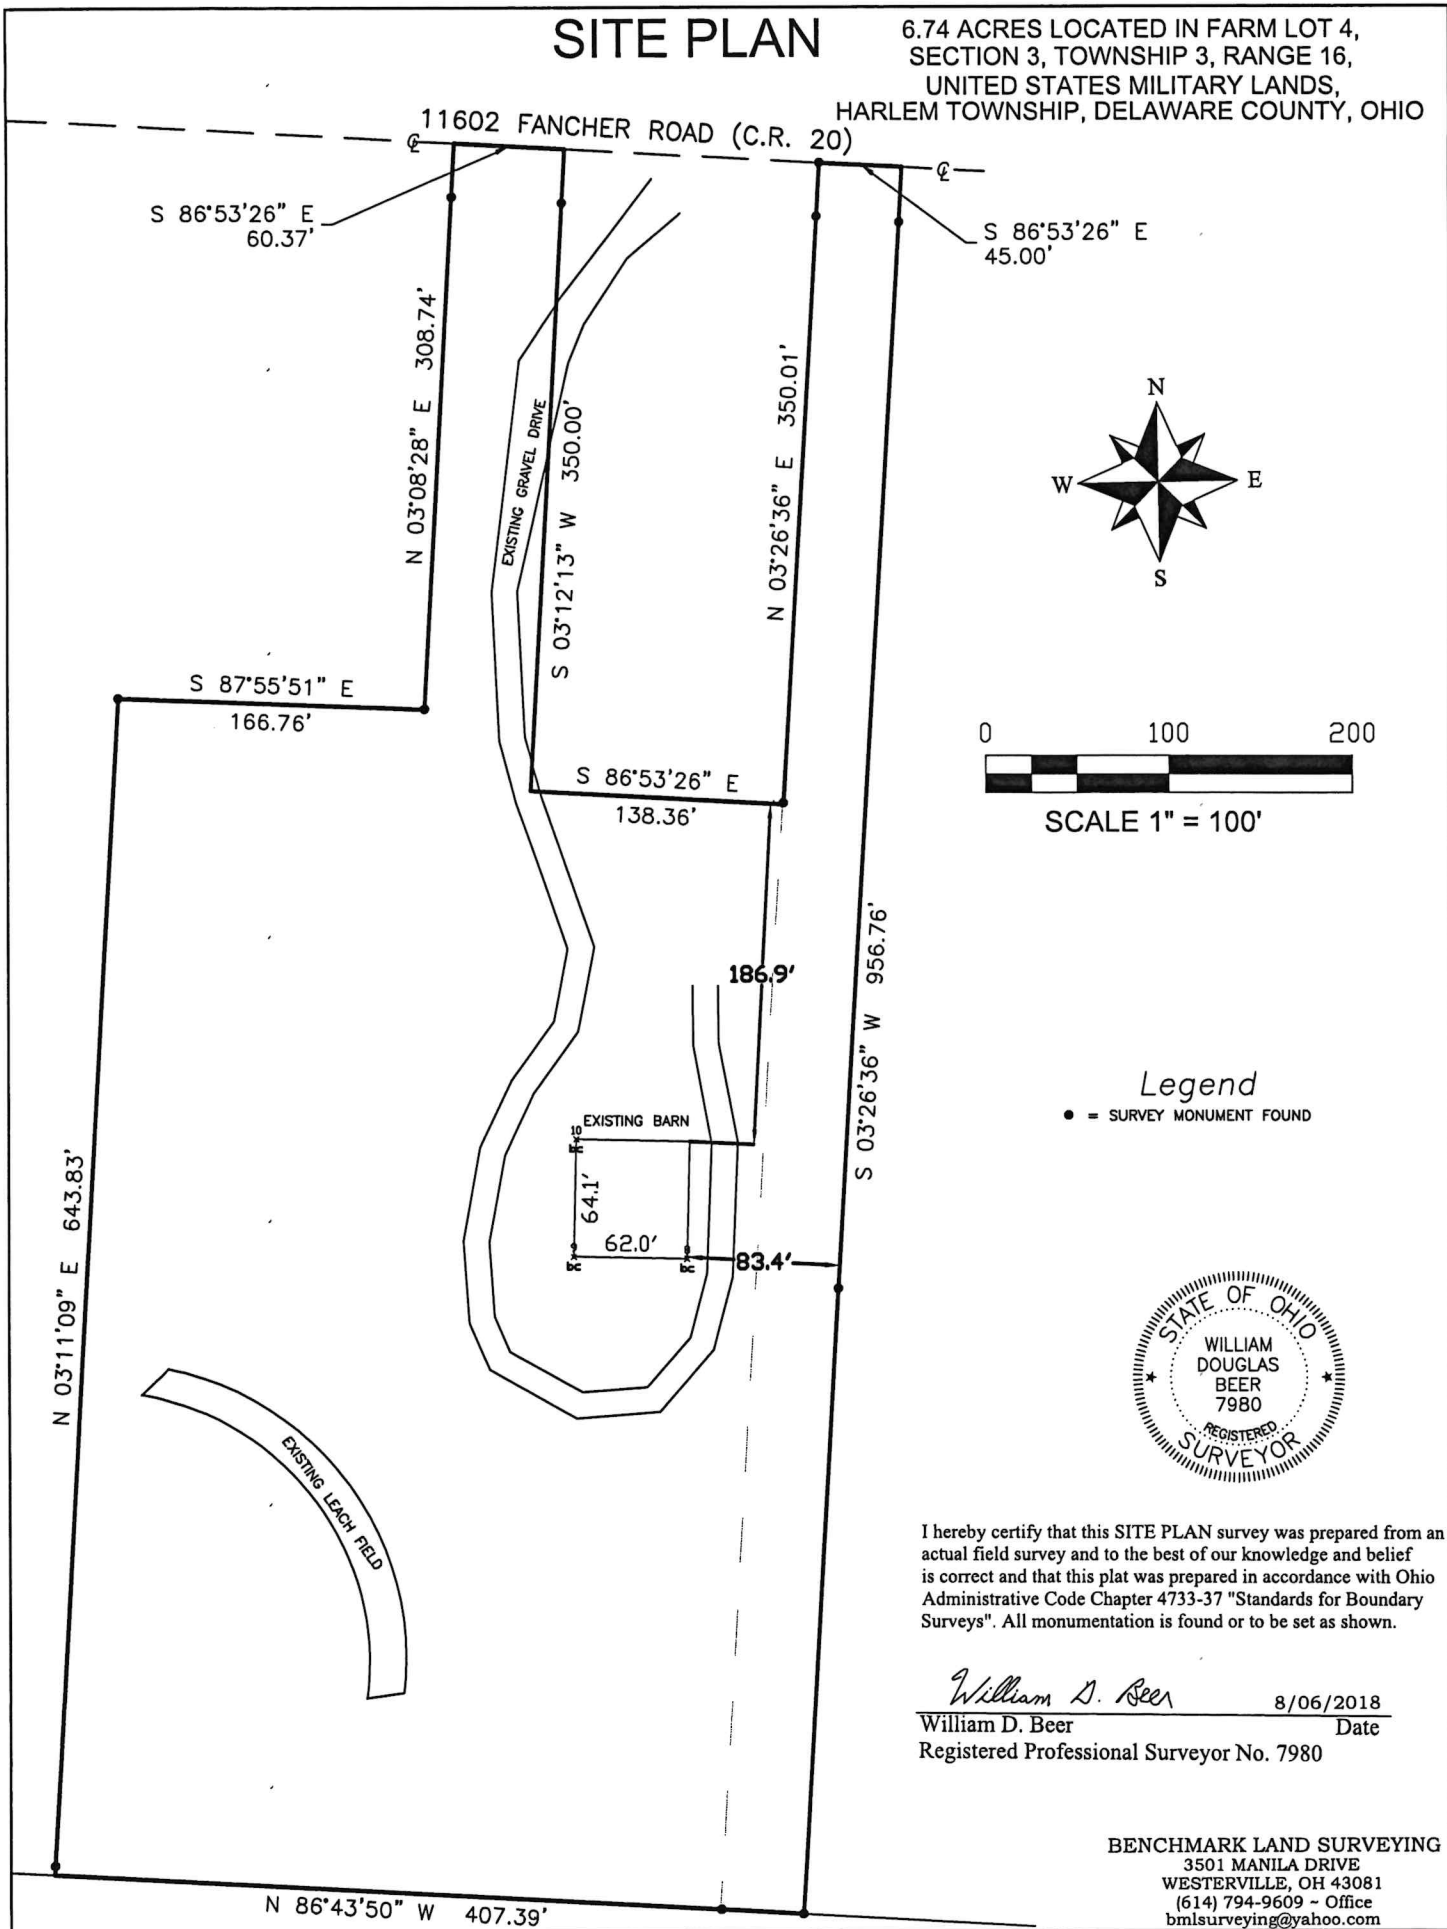 SITE PLAN
6.74 ACRES LOCATED IN FARM LOT 4,
SECTION 3, TOWNSHIP 3, RANGE 16,
UNITED STATES MILITARY LANDS,
HARLEM TOWNSHIP, DELAWARE COUNTY, OHIO
11602 FANCHER ROAD (C.R. 20)
S 86°53'26" E
60.37'
S 86°53'26" E
45.00'
N 03°08'28" E 308.74'
EXISTING GRAVEL DRIVE
S 03°12'13" W 350.00'
N 03°26'36" E 350.01'
N
W
E
S
S 87°55'51" E
166.76'
S 86°53'26" E
138.36'
0 100 200
SCALE 1" = 100'
186.9'
S 03°26'36" W 956.76'
Legend
● = SURVEY MONUMENT FOUND
10
EXISTING BARN
64.1'
9
62.0'
8
83.4'
N 03°11'09" E 643.83'
EXISTING LEACH FIELD
STATE OF OHIO
WILLIAM
DOUGLAS
BEER
7980
REGISTERED
SURVEYOR
I hereby certify that this SITE PLAN survey was prepared from an
actual field survey and to the best of our knowledge and belief
is correct and that this plat was prepared in accordance with Ohio
Administrative Code Chapter 4733-37 "Standards for Boundary
Surveys". All monumentation is found or to be set as shown.
William D. Beer 8/06/2018
William D. Beer Date
Registered Professional Surveyor No. 7980
N 86°43'50" W 407.39'
BENCHMARK LAND SURVEYING
3501 MANILA DRIVE
WESTERVILLE, OH 43081
(614) 794-9609 ~ Office
bmlsurveying@yahoo.com